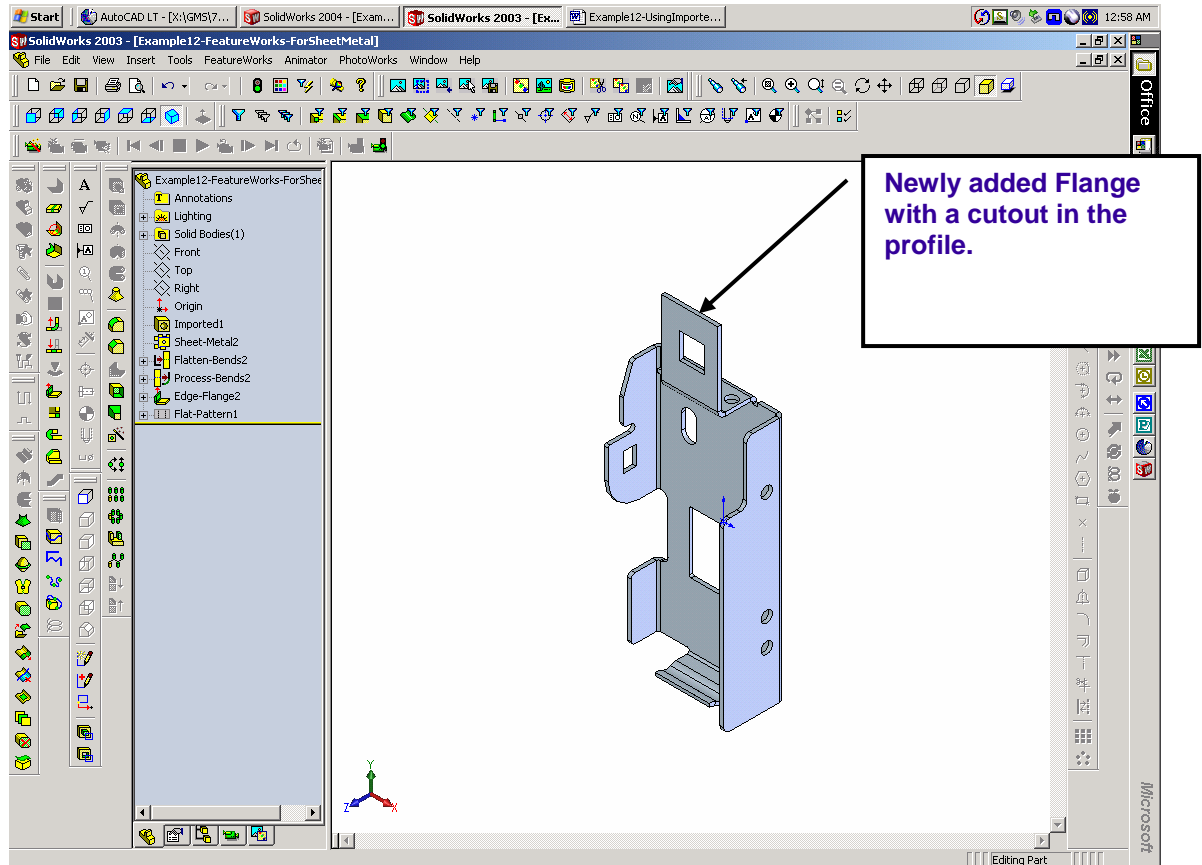 Start
AutoCAD LT - [X:\GMS\7...
SolidWorks 2004 - [Exam...
SolidWorks 2003 - [Ex...
Example12-UsingImporte...
12:58 AM
SolidWorks 2003 - [Example12-FeatureWorks-ForSheetMetal]
File Edit View Insert Tools FeatureWorks Animator PhotoWorks Window Help
Office
Example12-FeatureWorks-ForShee
Annotations
Lighting
Solid Bodies(1)
Front
Top
Right
Origin
Imported1
Sheet-Metal2
Flatten-Bends2
Process-Bends2
Edge-Flange2
Flat-Pattern1
Newly added Flange
with a cutout in the
profile.
Y
Z
X
Microsoft
Editing Part